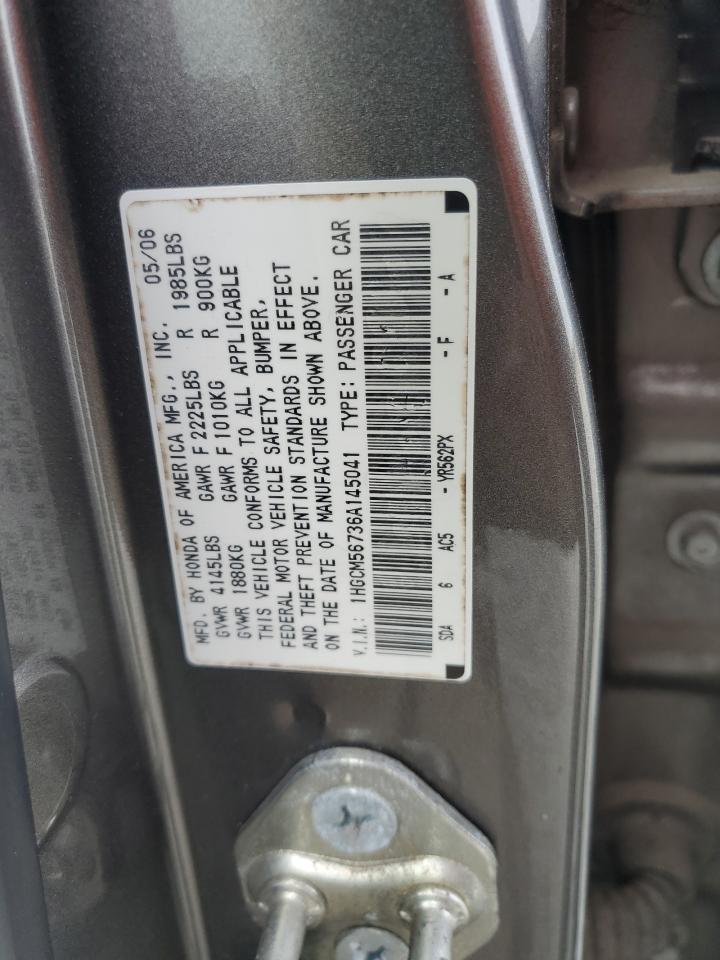 MFD. BY HONDA OF AMERICA MFG., INC. 05/06
GVWR 4145LBS GAWR F 2225LBS R 1985LBS
GVWR 1880KG GAWR F 1010KG R 900KG
THIS VEHICLE CONFORMS TO ALL APPLICABLE
FEDERAL MOTOR VEHICLE SAFETY, BUMPER,
AND THEFT PREVENTION STANDARDS IN EFFECT
ON THE DATE OF MANUFACTURE SHOWN ABOVE.
V.I.N.: 1HGCM56736A145041 TYPE: PASSENGER CAR
SDA 6 AC5 - YR562PX - F - A